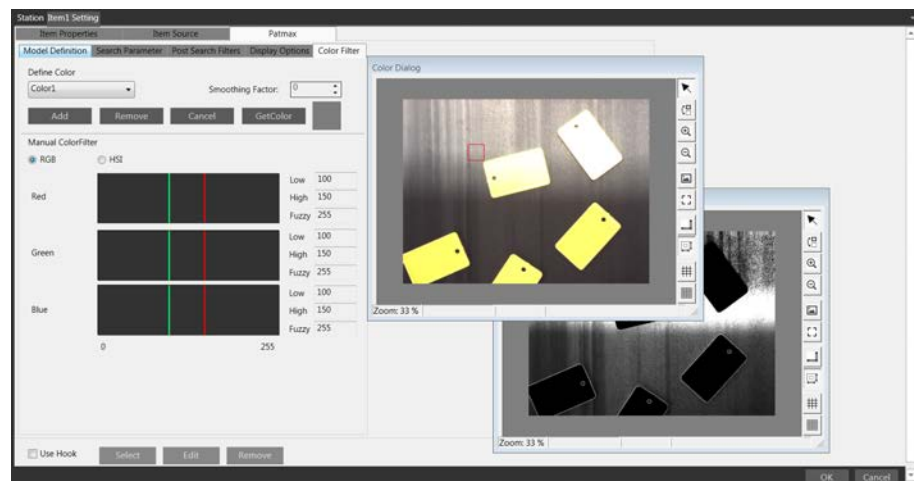 Station Item1 Setting
Item Properties Item Source Patmax
Model Definition Search Parameter Post Search Filters Display Options Color Filter
Define Color
Color1 Smoothing Factor: 0
Add Remove Cancel GetColor
Manual ColorFilter
RGB HSI
Red
Low 100
High 150
Fuzzy 255
Green
Low 100
High 150
Fuzzy 255
Blue
Low 100
High 150
Fuzzy 255
0 255
Use Hook Select Edit Remove
Color Dialog
Zoom: 33 %
Zoom: 33 %
OK Cancel